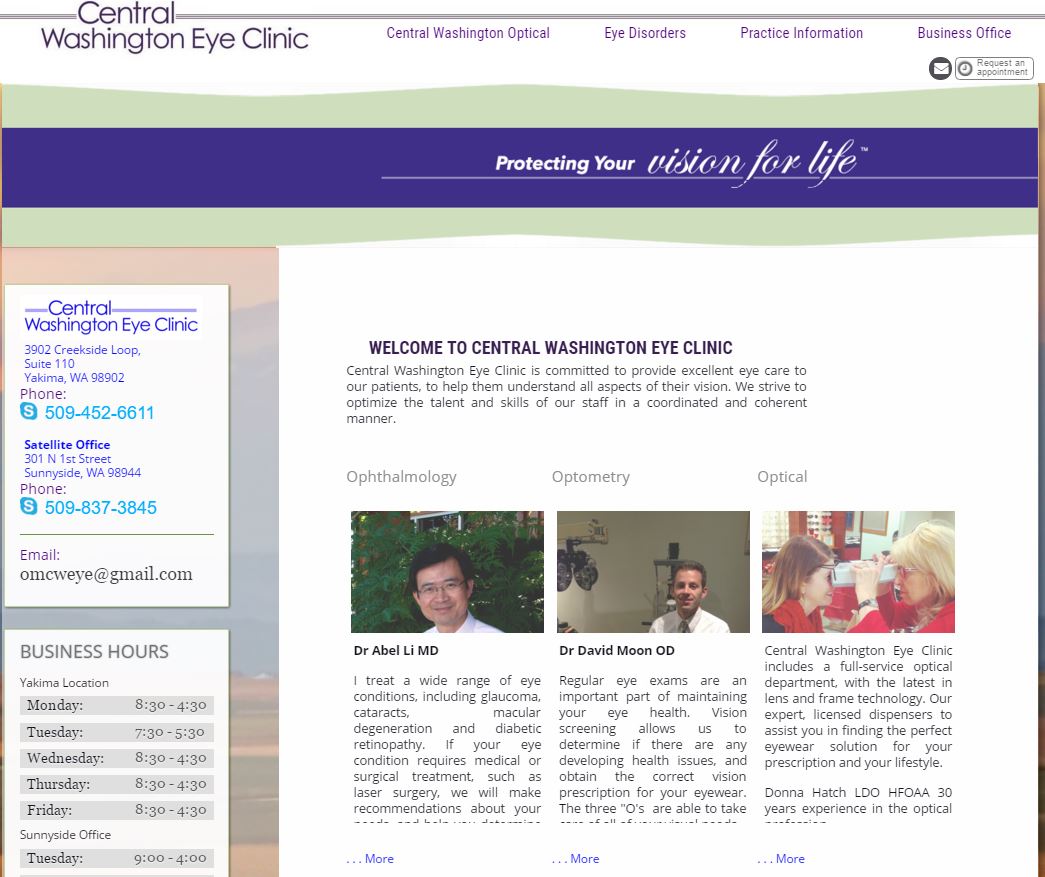 Central
Washington Eye Clinic
Central Washington Optical
Eye Disorders
Practice Information
Business Office
Request an
appointment
Protecting Your vision for life™
Central
Washington Eye Clinic
3902 Creekside Loop,
Suite 110
Yakima, WA 98902
Phone:
509-452-6611
Satellite Office
301 N 1st Street
Sunnyside, WA 98944
Phone:
509-837-3845
Email:
omcweye@gmail.com
BUSINESS HOURS
Yakima Location
Monday: 8:30 - 4:30
Tuesday: 7:30 - 5:30
Wednesday: 8:30 - 4:30
Thursday: 8:30 - 4:30
Friday: 8:30 - 4:30
Sunnyside Office
Tuesday: 9:00 - 4:00
WELCOME TO CENTRAL WASHINGTON EYE CLINIC
Central Washington Eye Clinic is committed to provide excellent eye care to
our patients, to help them understand all aspects of their vision. We strive to
optimize the talent and skills of our staff in a coordinated and coherent
manner.
Ophthalmology
Dr Abel Li MD
I treat a wide range of eye
conditions, including glaucoma,
cataracts, macular
degeneration and diabetic
retinopathy. If your eye
condition requires medical or
surgical treatment, such as
laser surgery, we will make
recommendations about your
needs, and help you determine
. . . More
Optometry
Dr David Moon OD
Regular eye exams are an
important part of maintaining
your eye health. Vision
screening allows us to
determine if there are any
developing health issues, and
obtain the correct vision
prescription for your eyewear.
The three "O's are able to take
care of all of your visual needs.
. . . More
Optical
Central Washington Eye Clinic
includes a full-service optical
department, with the latest in
lens and frame technology. Our
expert, licensed dispensers to
assist you in finding the perfect
eyewear solution for your
prescription and your lifestyle.
Donna Hatch LDO HFOAA 30
years experience in the optical
profession.
. . . More